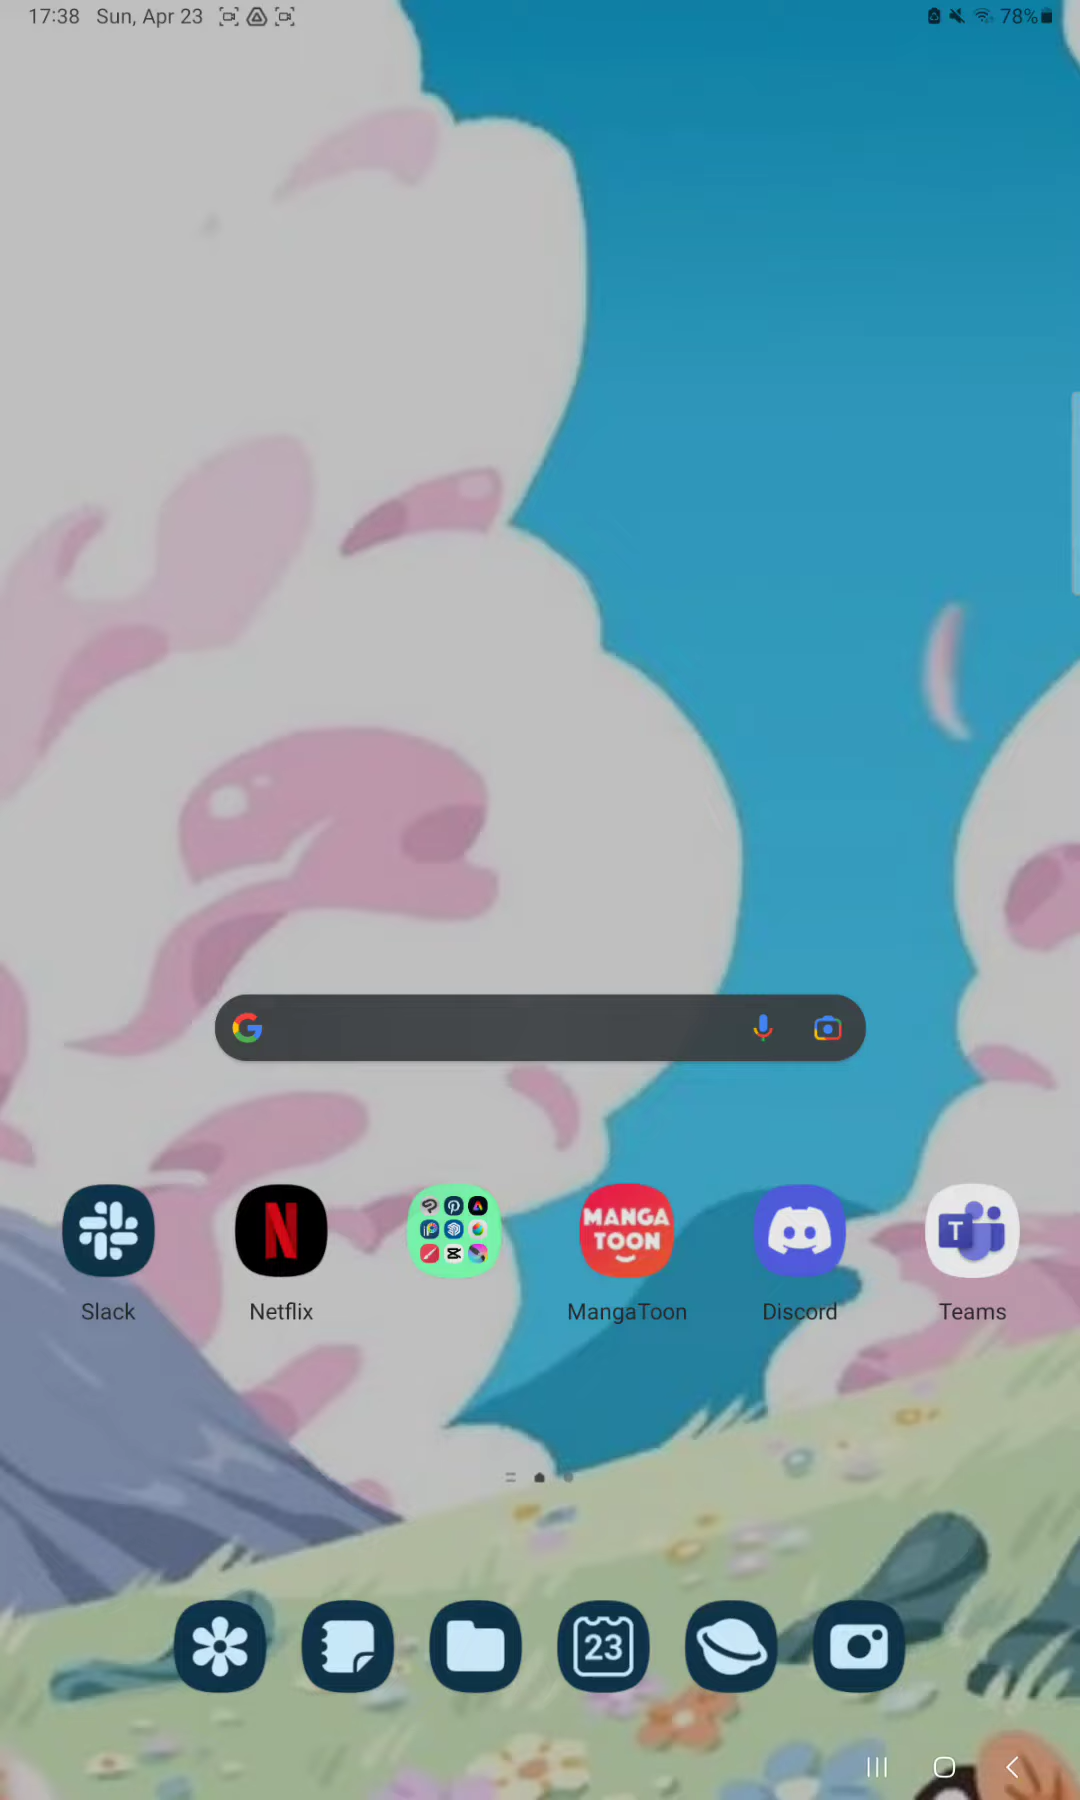 17:38 Sun, Apr 23 78%
MANGA
TOON
T
Slack Netflix MangaToon Discord Teams
23